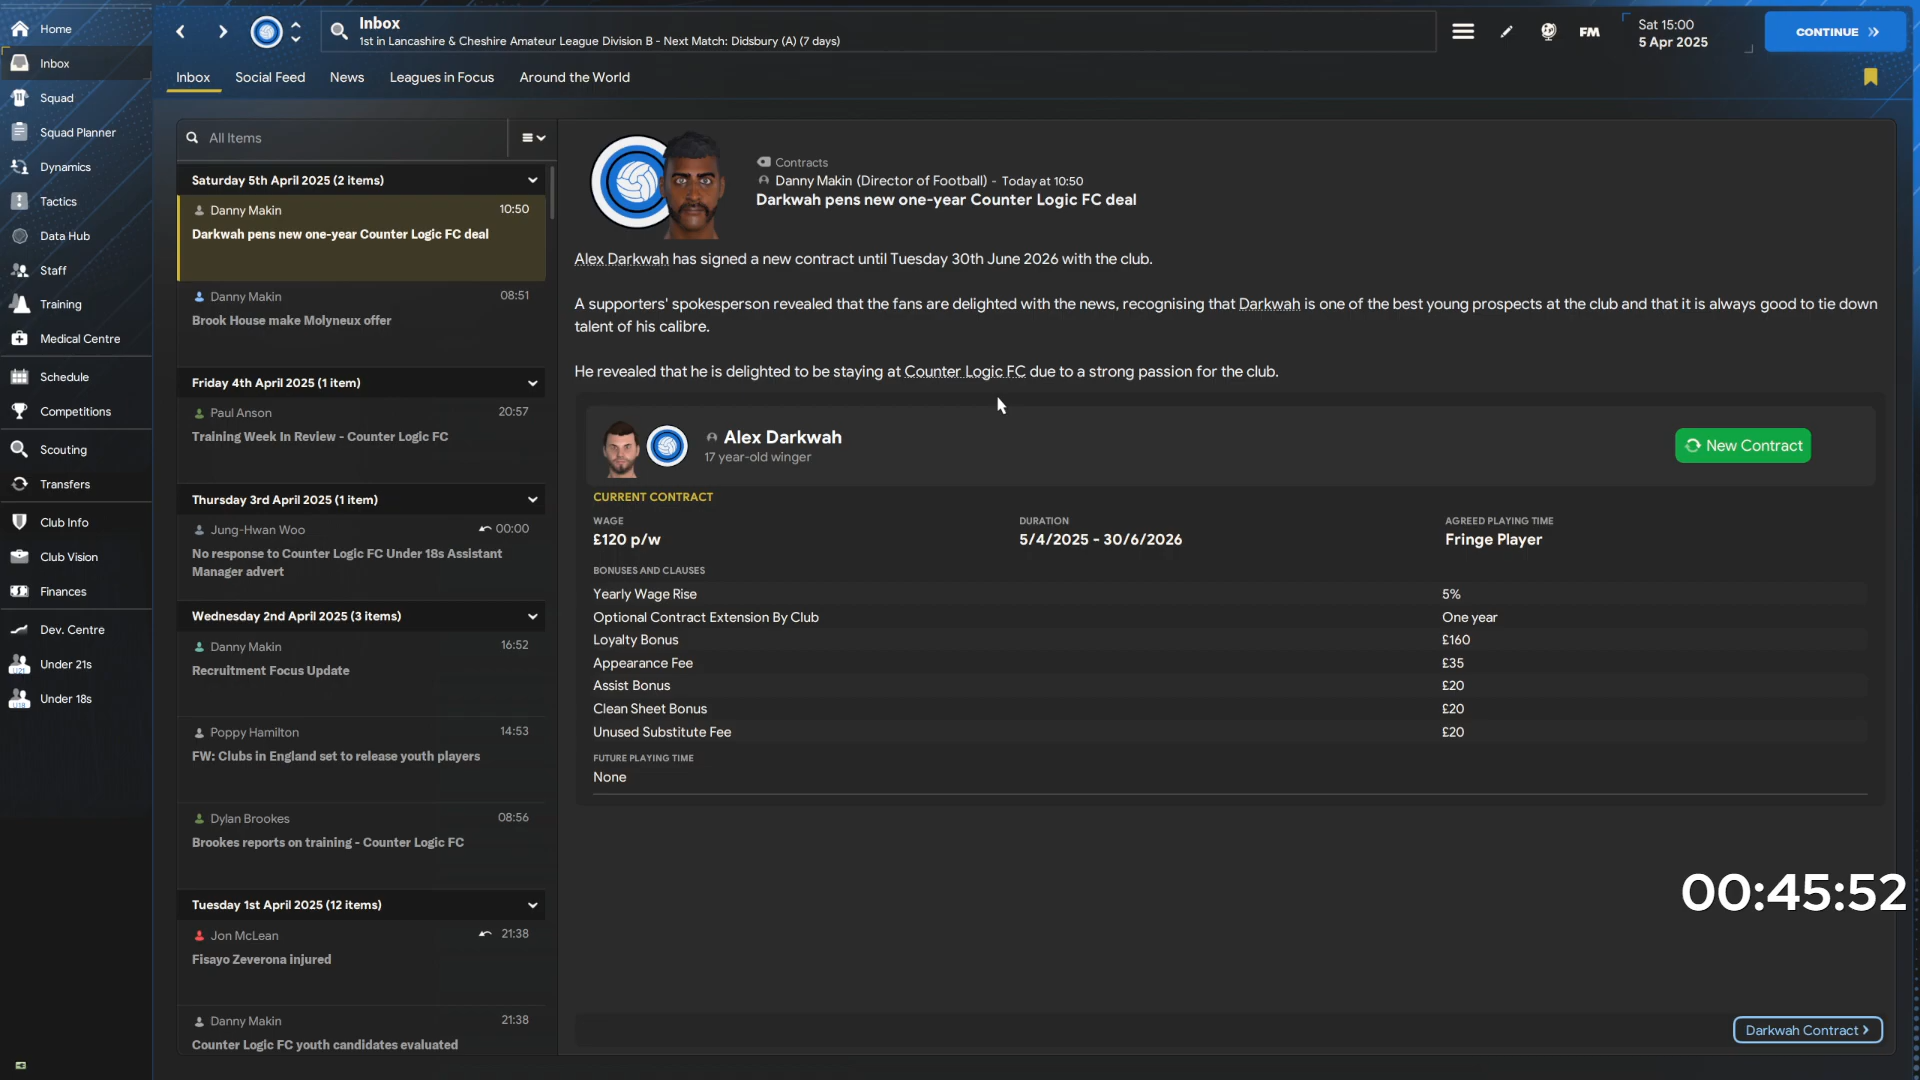 Home
Inbox
Squad
Squad Planner
Dynamics
Tactics
Data Hub
Staff
Training
Medical Centre
Schedule
Competitions
Scouting
Transfers
Club Info
Club Vision
Finances
Dev. Centre
Under 21s
Under 18s
Inbox
1st in Lancashire & Cheshire Amateur League Division B - Next Match: Didsbury (A) (7 days)
FM
Sat 15:00
5 Apr 2025
CONTINUE
Inbox
Social Feed
News
Leagues in Focus
Around the World
All Items
Saturday 5th April 2025 (2 items)
Danny Makin 10:50
Darkwah pens new one-year Counter Logic FC deal
Danny Makin 08:51
Brook House make Molyneux offer
Friday 4th April 2025 (1 item)
Paul Anson 20:57
Training Week In Review - Counter Logic FC
Thursday 3rd April 2025 (1 item)
Jung-Hwan Woo 00:00
No response to Counter Logic FC Under 18s Assistant
Manager advert
Wednesday 2nd April 2025 (3 items)
Danny Makin 16:52
Recruitment Focus Update
Poppy Hamilton 14:53
FW: Clubs in England set to release youth players
Dylan Brookes 08:56
Brookes reports on training - Counter Logic FC
Tuesday 1st April 2025 (12 items)
Jon McLean 21:38
Fisayo Zeverona injured
Danny Makin 21:38
Counter Logic FC youth candidates evaluated
Contracts
Danny Makin (Director of Football) - Today at 10:50
Darkwah pens new one-year Counter Logic FC deal
Alex Darkwah has signed a new contract until Tuesday 30th June 2026 with the club.
A supporters' spokesperson revealed that the fans are delighted with the news, recognising that Darkwah is one of the best young prospects at the club and that it is always good to tie down
talent of his calibre.
He revealed that he is delighted to be staying at Counter Logic FC due to a strong passion for the club.
Alex Darkwah
17 year-old winger
New Contract
CURRENT CONTRACT
WAGE
£120 p/w
DURATION
5/4/2025 - 30/6/2026
AGREED PLAYING TIME
Fringe Player
BONUSES AND CLAUSES
Yearly Wage Rise 5%
Optional Contract Extension By Club One year
Loyalty Bonus £160
Appearance Fee £35
Assist Bonus £20
Clean Sheet Bonus £20
Unused Substitute Fee £20
FUTURE PLAYING TIME
None
00:45:52
Darkwah Contract